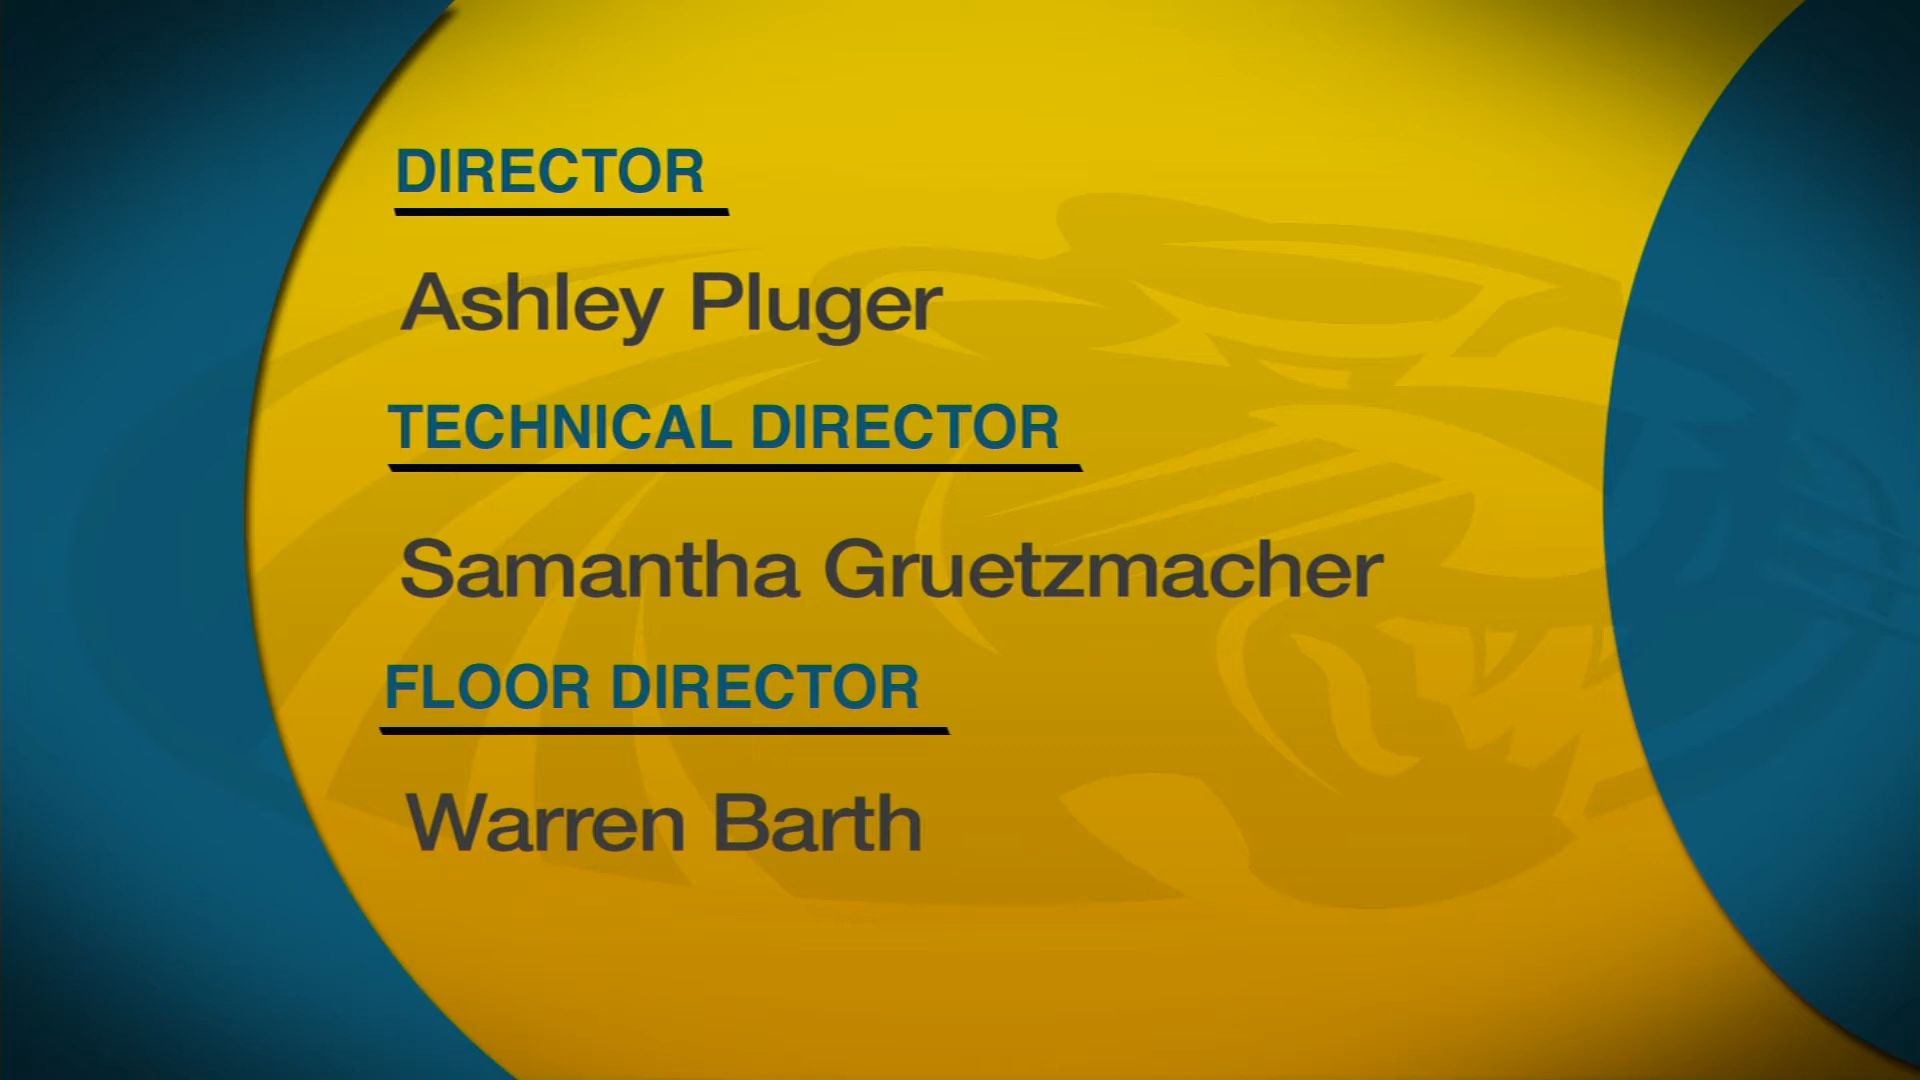 DIRECTOR
Ashley Pluger
TECHNICAL DIRECTOR
Samantha Gruetzmacher
FLOOR DIRECTOR
Warren Barth